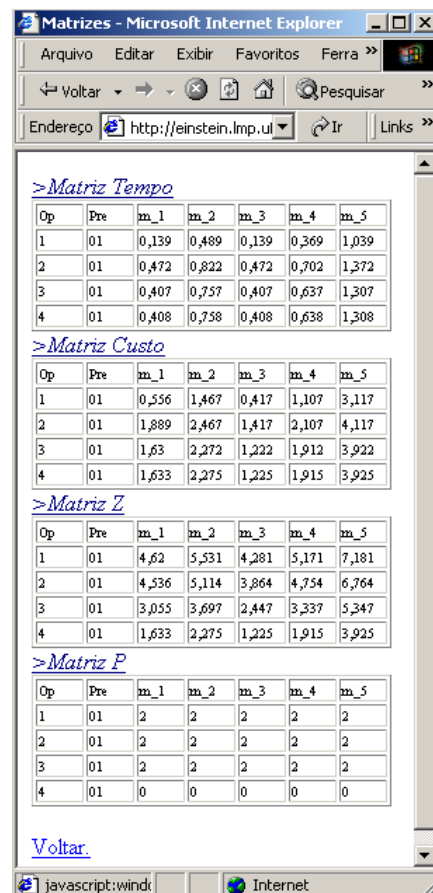 Matrizes - Microsoft Internet Explorer
Arquivo Editar Exibir Favoritos Ferra »
Voltar Pesquisar »
Endereço http://einstein.lmp.ul Ir Links »
>Matriz Tempo
Op Pre m_1 m_2 m_3 m_4 m_5
1 01 0,139 0,489 0,139 0,369 1,039
2 01 0,472 0,822 0,472 0,702 1,372
3 01 0,407 0,757 0,407 0,637 1,307
4 01 0,408 0,758 0,408 0,638 1,308
>Matriz Custo
Op Pre m_1 m_2 m_3 m_4 m_5
1 01 0,556 1,467 0,417 1,107 3,117
2 01 1,889 2,467 1,417 2,107 4,117
3 01 1,63 2,272 1,222 1,912 3,922
4 01 1,633 2,275 1,225 1,915 3,925
>Matriz Z
Op Pre m_1 m_2 m_3 m_4 m_5
1 01 4,62 5,531 4,281 5,171 7,181
2 01 4,536 5,114 3,864 4,754 6,764
3 01 3,055 3,697 2,447 3,337 5,347
4 01 1,633 2,275 1,225 1,915 3,925
>Matriz P
Op Pre m_1 m_2 m_3 m_4 m_5
1 01 2 2 2 2 2
2 01 2 2 2 2 2
3 01 2 2 2 2 2
4 01 0 0 0 0 0
Voltar.
javascript:windo Internet